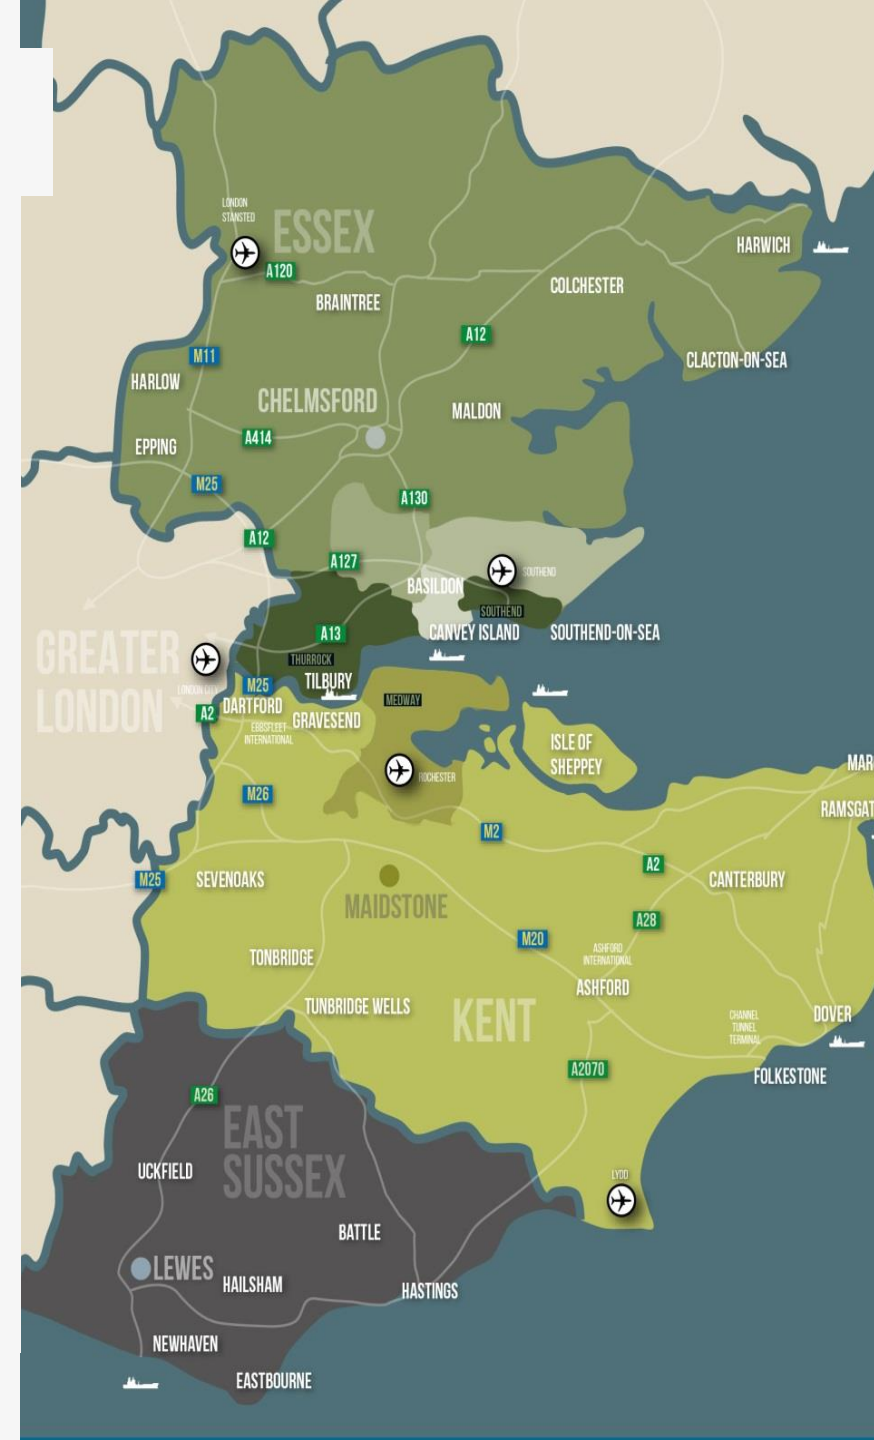 LONDON
STANSTED
ESSEX
HARWICH
A120
COLCHESTER
BRAINTREE
A12
M11
CLACTON-ON-SEA
HARLOW
CHELMSFORD
MALDON
A414
EPPING
M25
A130
A12
A127
SOUTHEND
BASILDON
SOUTHEND
A13
CANVEY ISLAND
SOUTHEND-ON-SEA
GREATER
LONDON
THURROCK
TILBURY
LONDON CITY
M25
MEDWAY
DARTFORD
A2
GRAVESEND
EBBSFLEET
INTERNATIONAL
ISLE OF
SHEPPEY
MAR
ROCHESTER
M26
RAMSGAT
M2
A2
M25
SEVENOAKS
CANTERBURY
MAIDSTONE
A28
M20
ASHFORD
INTERNATIONAL
TONBRIDGE
ASHFORD
TUNBRIDGE WELLS
KENT
CHANNEL
TUNNEL
TERMINAL
DOVER
A2070
FOLKESTONE
A26
EAST
SUSSEX
UCKFIELD
LYDD
BATTLE
LEWES
HAILSHAM
HASTINGS
NEWHAVEN
EASTBOURNE